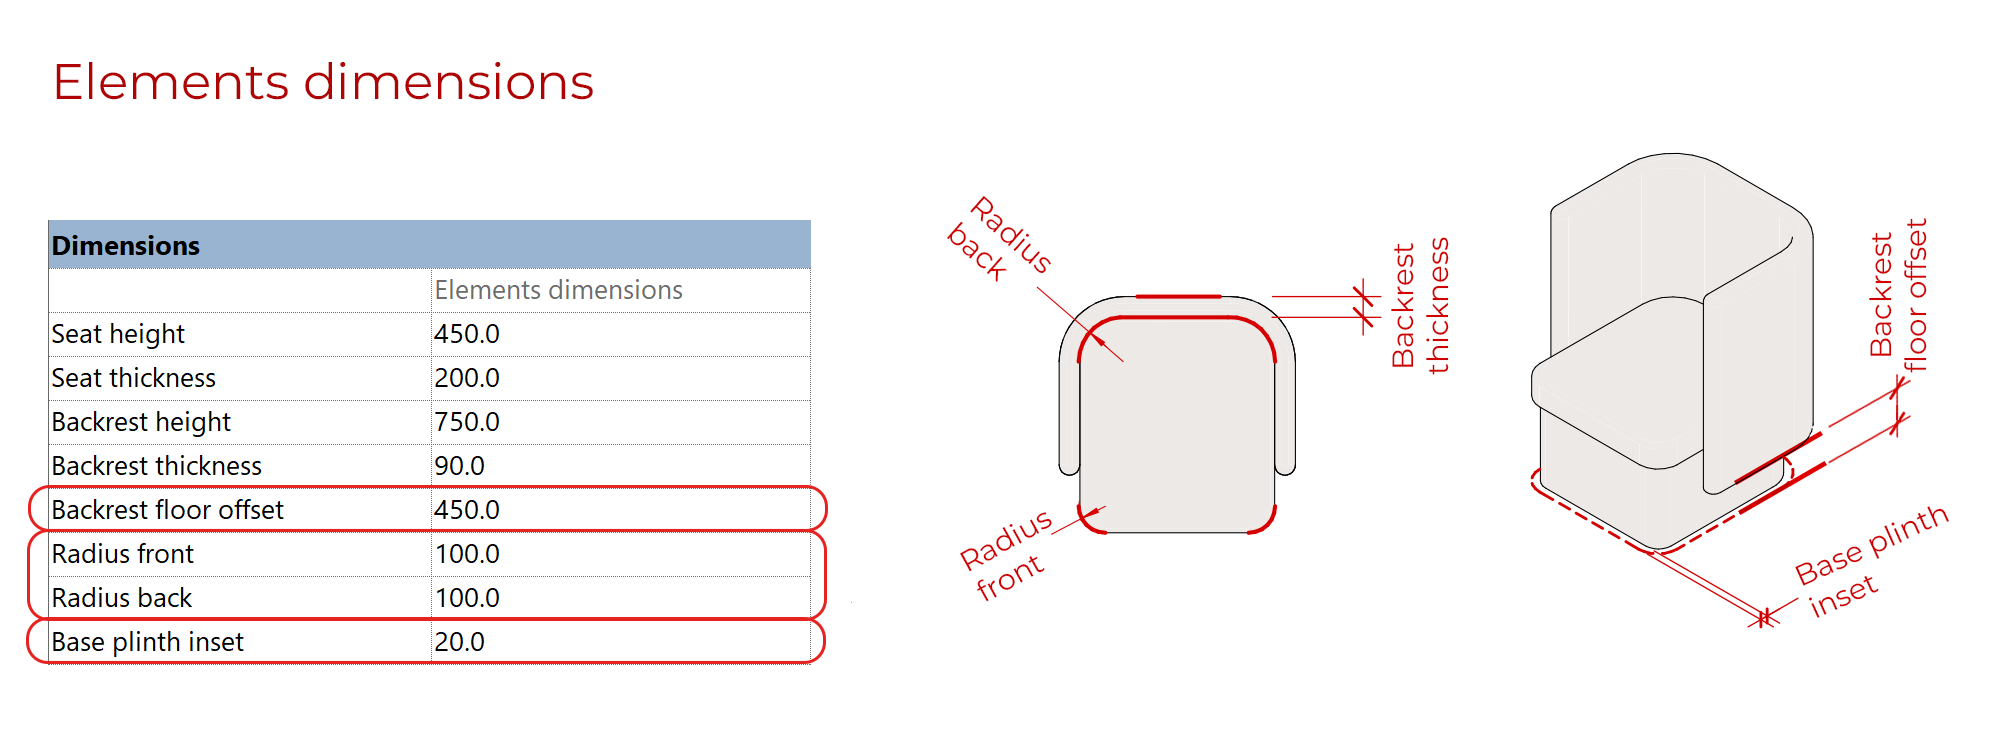 Elements dimensions
Dimensions
Elements dimensions
Seat height 450.0
Seat thickness 200.0
Backrest height 750.0
Backrest thickness 90.0
Backrest floor offset 450.0
Radius front 100.0
Radius back 100.0
Base plinth inset 20.0
Radius
back
Backrest
thickness
Radius
front
Backrest
floor offset
Base plinth
inset